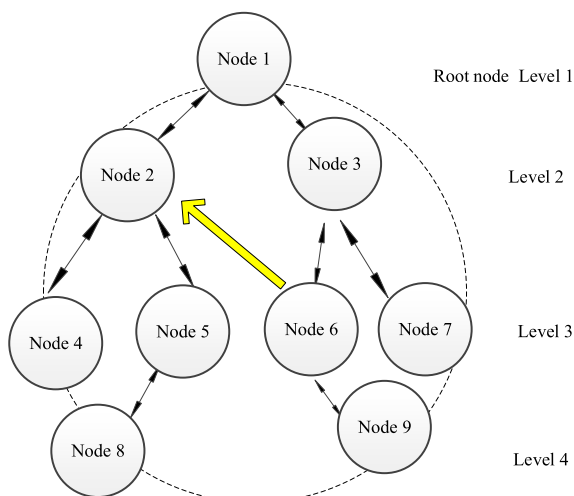 Node 1
Root node Level 1
Node 2
Node 3
Level 2
Node 4
Node 5
Node 6
Node 7
Level 3
Node 8
Node 9
Level 4